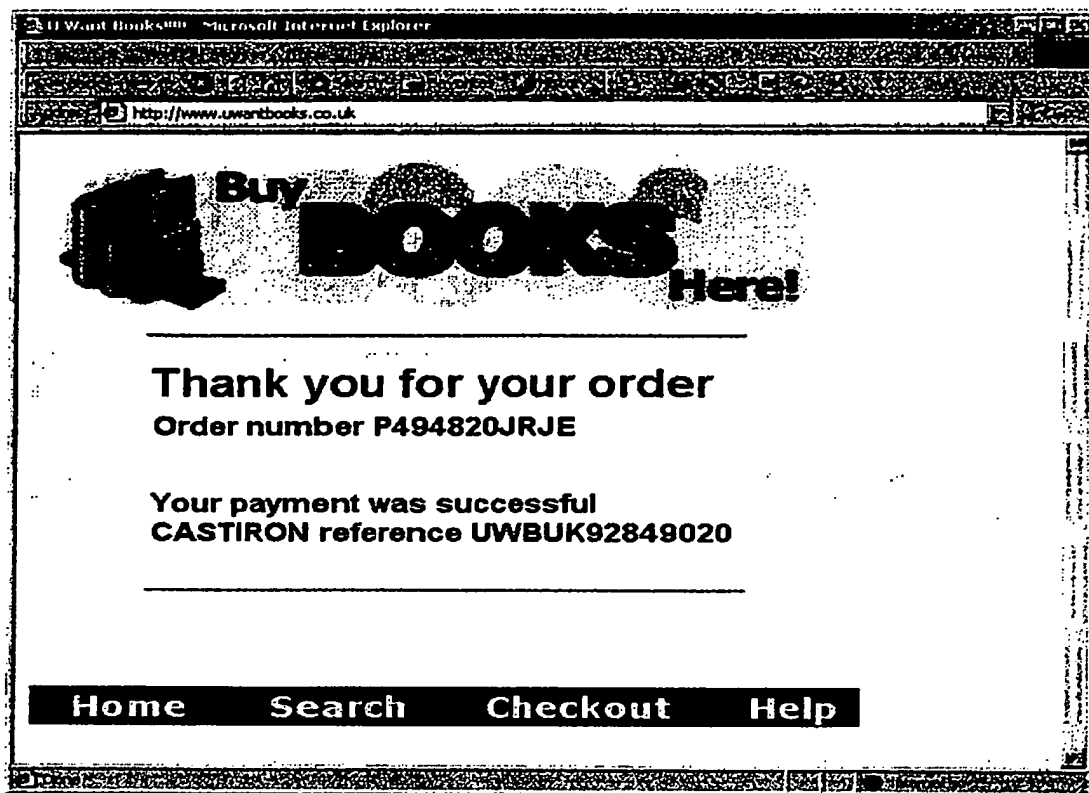 U Want Books!!!! - Microsoft Internet Explorer
http://www.uwantbooks.co.uk
Buy
BOOKS
Here!
Thank you for your order
Order number P494820JRJE
Your payment was successful
CASTIRON reference UWBUK92849020
Home Search Checkout Help